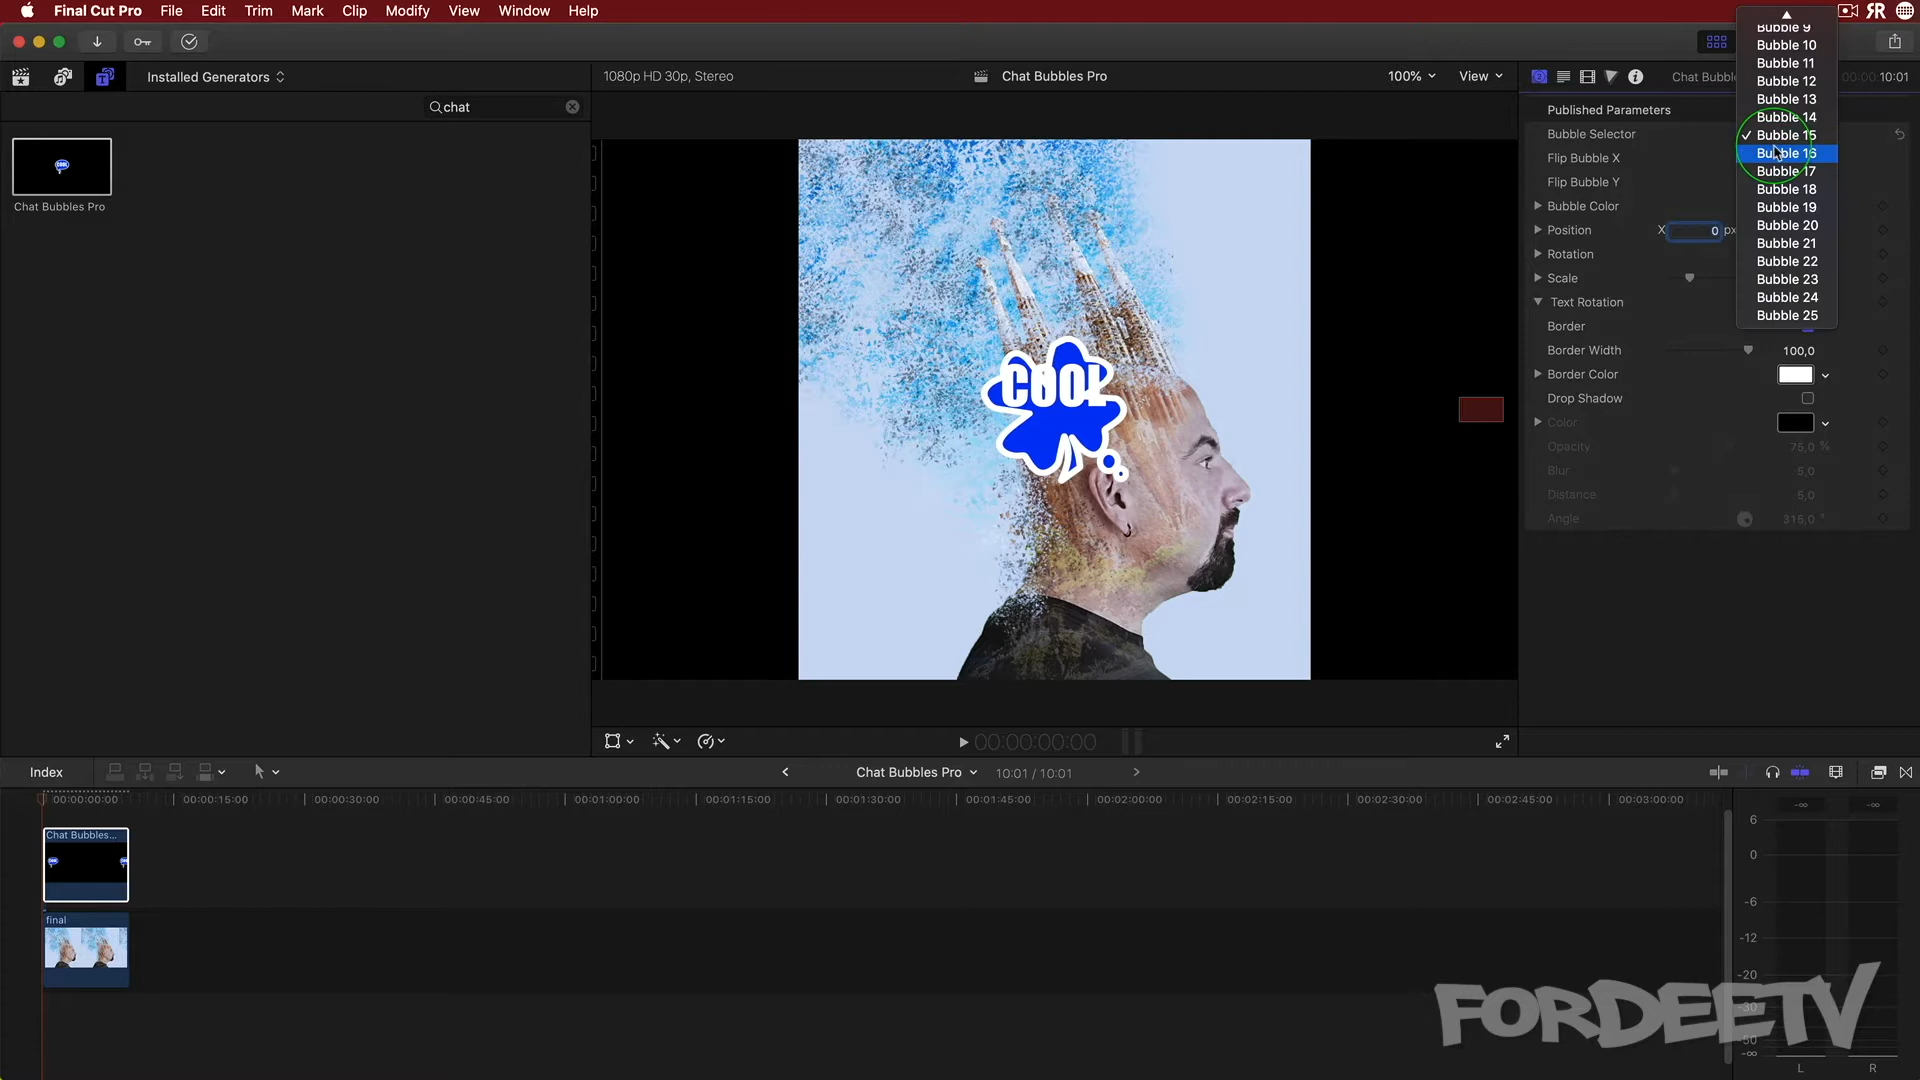 Final Cut Pro File Edit Trim Mark Clip Modify View Window Help
Installed Generators
1080p HD 30p, Stereo
Chat Bubbles Pro
100%
View
chat
Chat Bubbles Pro
COOL
10:01
Published Parameters
Bubble Selector
Flip Bubble X
Flip Bubble Y
Bubble Color
Position X 0 px
Rotation
Scale
Text Rotation
Border
Border Width 100,0
Border Color
Drop Shadow
Color
Opacity 75,0 %
Blur 5,0
Distance 5,0
Angle 315,0 °
Bubble 9
Bubble 10
Bubble 11
Bubble 12
Bubble 13
Bubble 14
✓ Bubble 15
Bubble 16
Bubble 17
Bubble 18
Bubble 19
Bubble 20
Bubble 21
Bubble 22
Bubble 23
Bubble 24
Bubble 25
00:00:00:00
Index
Chat Bubbles Pro
10:01 / 10:01
00:00:00:00 00:00:15:00 00:00:30:00 00:00:45:00 00:01:00:00 00:01:15:00 00:01:30:00 00:01:45:00 00:02:00:00 00:02:15:00 00:02:30:00 00:02:45:00 00:03:00:00
Chat Bubbles...
final
-∞ -∞
6
0
-6
-12
-20
-30
-50
-∞
L R
FORDEETV